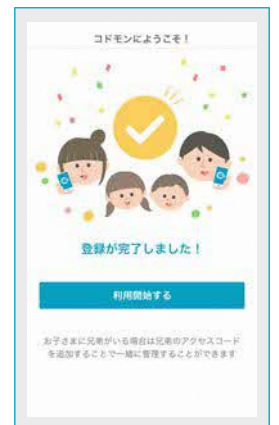 コドモンにようこそ！
登録が完了しました！
利用開始する
お子さまに兄弟がいる場合は兄弟のアクセスコード
を追加することで一緒に管理することができます